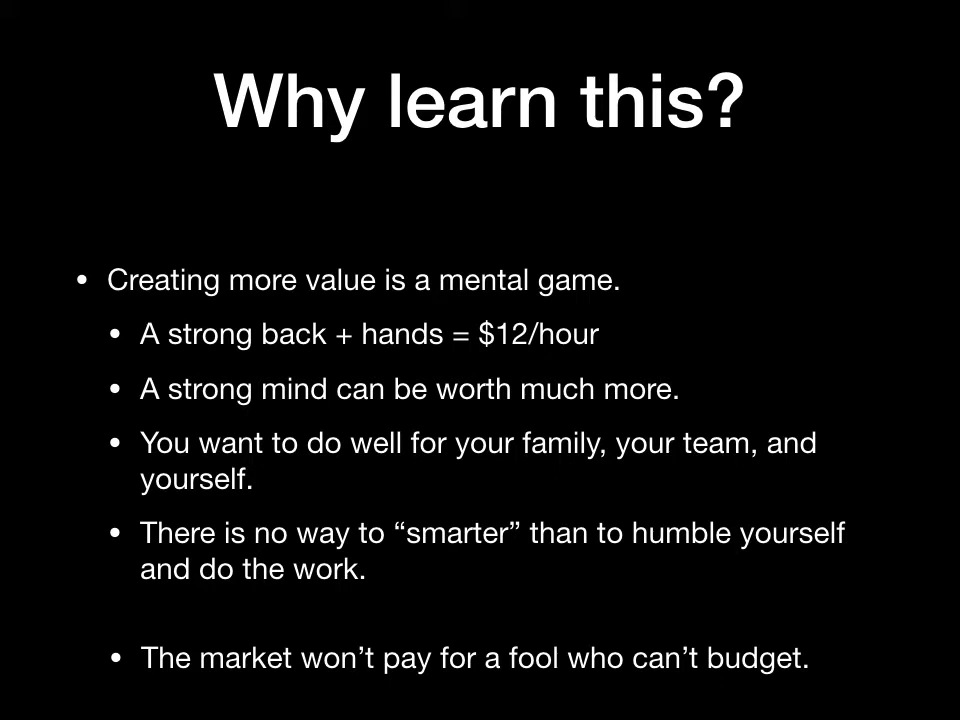 Why learn this?
• Creating more value is a mental game.
• A strong back + hands = $12/hour
• A strong mind can be worth much more.
• You want to do well for your family, your team, and
yourself.
• There is no way to “smarter” than to humble yourself
and do the work.
• The market won’t pay for a fool who can’t budget.